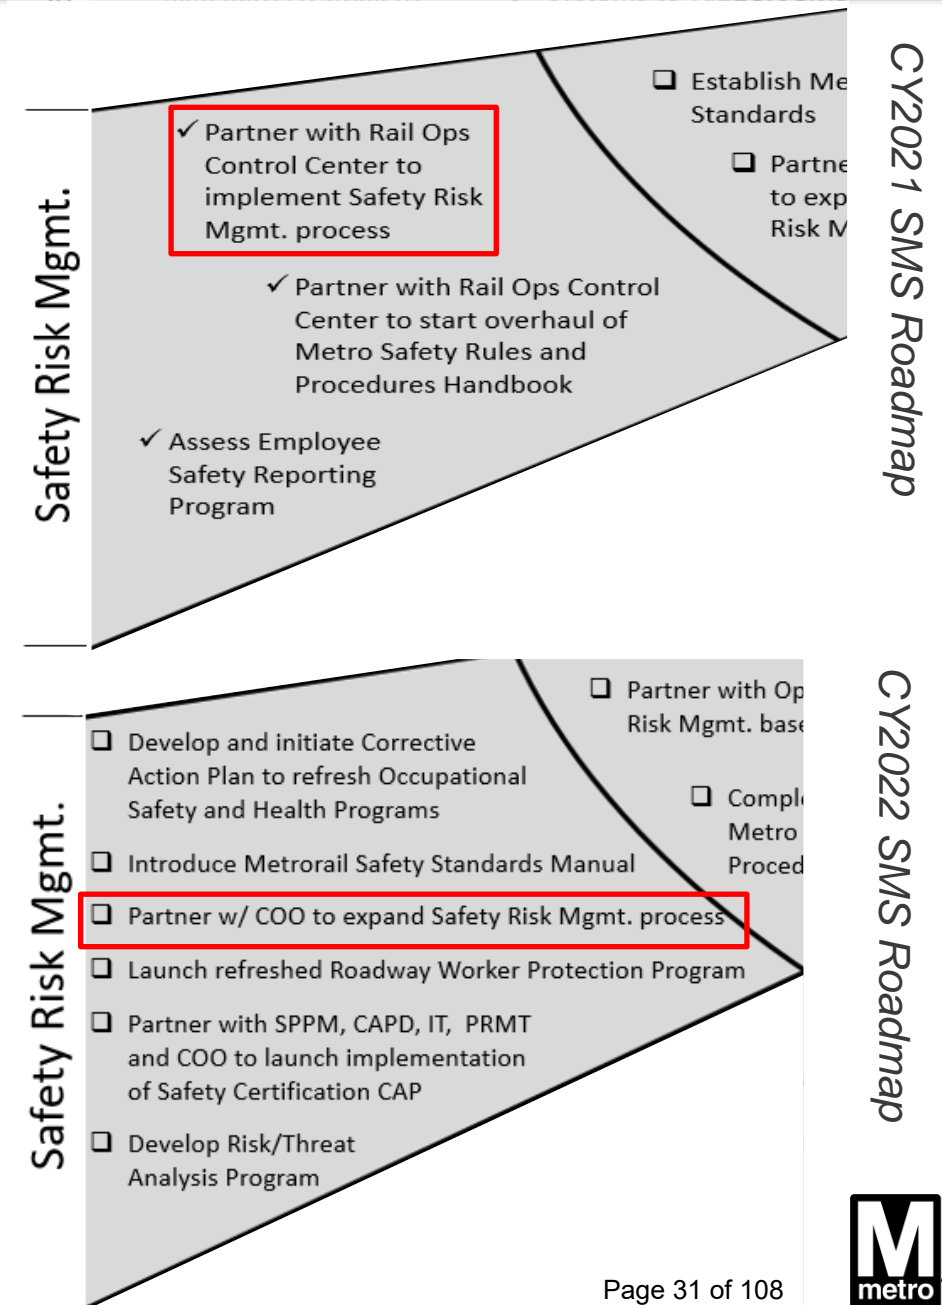 CY2021 SMS Roadmap
Safety Risk Mgmt.
✓ Partner with Rail Ops
Control Center to
implement Safety Risk
Mgmt. process
✓ Partner with Rail Ops Control
Center to start overhaul of
Metro Safety Rules and
Procedures Handbook
✓ Assess Employee
Safety Reporting
Program
❑ Establish Me
Standards
❑ Partne
to exp
Risk M
CY2022 SMS Roadmap
Safety Risk Mgmt.
❑ Develop and initiate Corrective
Action Plan to refresh Occupational
Safety and Health Programs
❑ Introduce Metrorail Safety Standards Manual
❑ Partner w/ COO to expand Safety Risk Mgmt. process
❑ Launch refreshed Roadway Worker Protection Program
❑ Partner with SPPM, CAPD, IT, PRMT
and COO to launch implementation
of Safety Certification CAP
❑ Develop Risk/Threat
Analysis Program
❑ Partner with Op
Risk Mgmt. base
❑ Comple
Metro
Proced
Page 31 of 108
M
metro